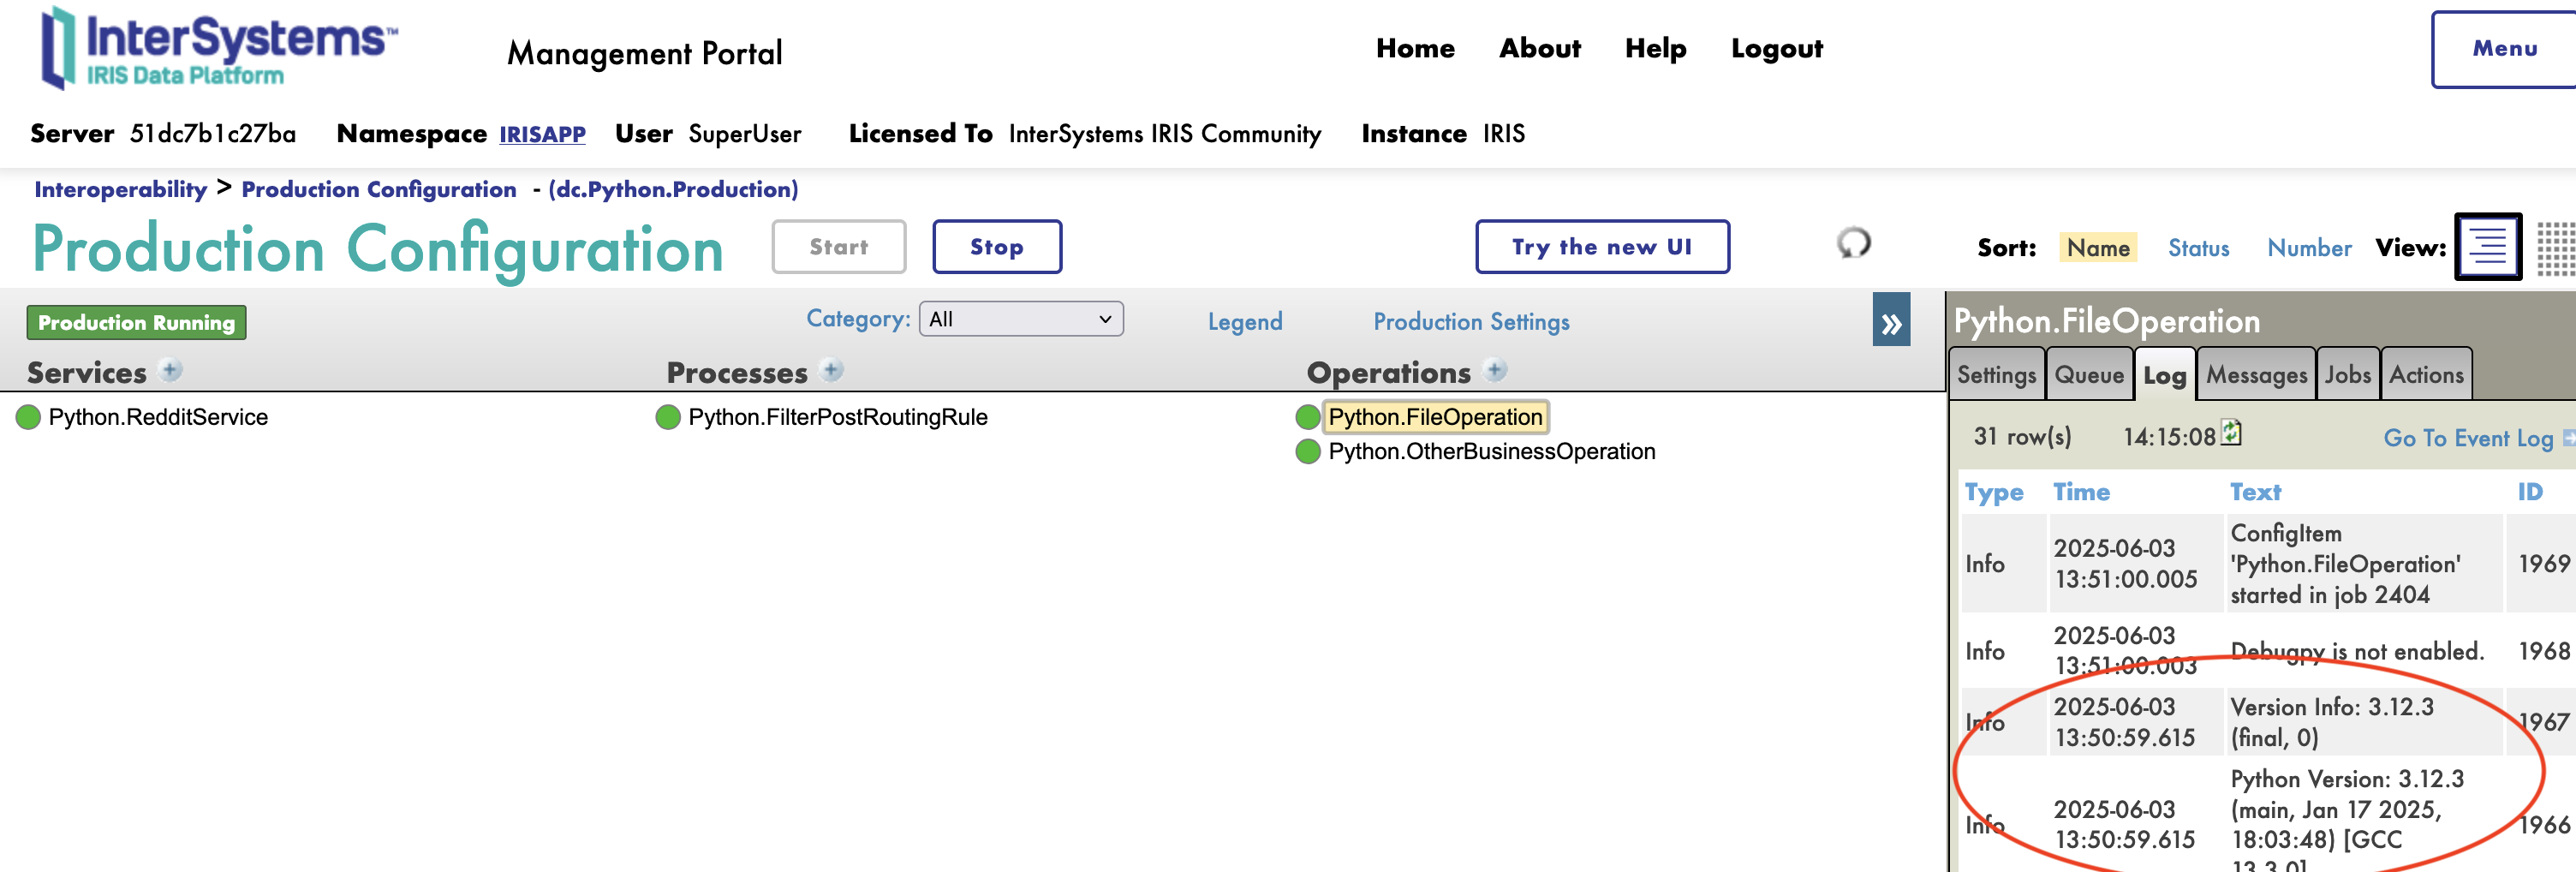 InterSystems™
IRIS Data Platform
Management Portal
Home About Help Logout
Menu
Server 51dc7b1c27ba Namespace IRISAPP User SuperUser Licensed To InterSystems IRIS Community Instance IRIS
Interoperability > Production Configuration - (dc.Python.Production)
Production Configuration
Start
Stop
Try the new UI
Sort: Name Status Number View:
Production Running
Category: All
Legend
Production Settings
»
Services
Processes
Operations
Python.RedditService
Python.FilterPostRoutingRule
Python.FileOperation
Python.OtherBusinessOperation
Python.FileOperation
Settings Queue Log Messages Jobs Actions
31 row(s) 14:15:08 Go To Event Log
Type Time Text ID
Info
2025-06-03
13:51:00.005
ConfigItem
'Python.FileOperation'
started in job 2404
1969
Info
2025-06-03
13:51:00.003
Debugpy is not enabled.
1968
Info
2025-06-03
13:50:59.615
Version Info: 3.12.3
(final, 0)
1967
Info
2025-06-03
13:50:59.615
Python Version: 3.12.3
(main, Jan 17 2025,
18:03:48) [GCC
13.3.0]
1966